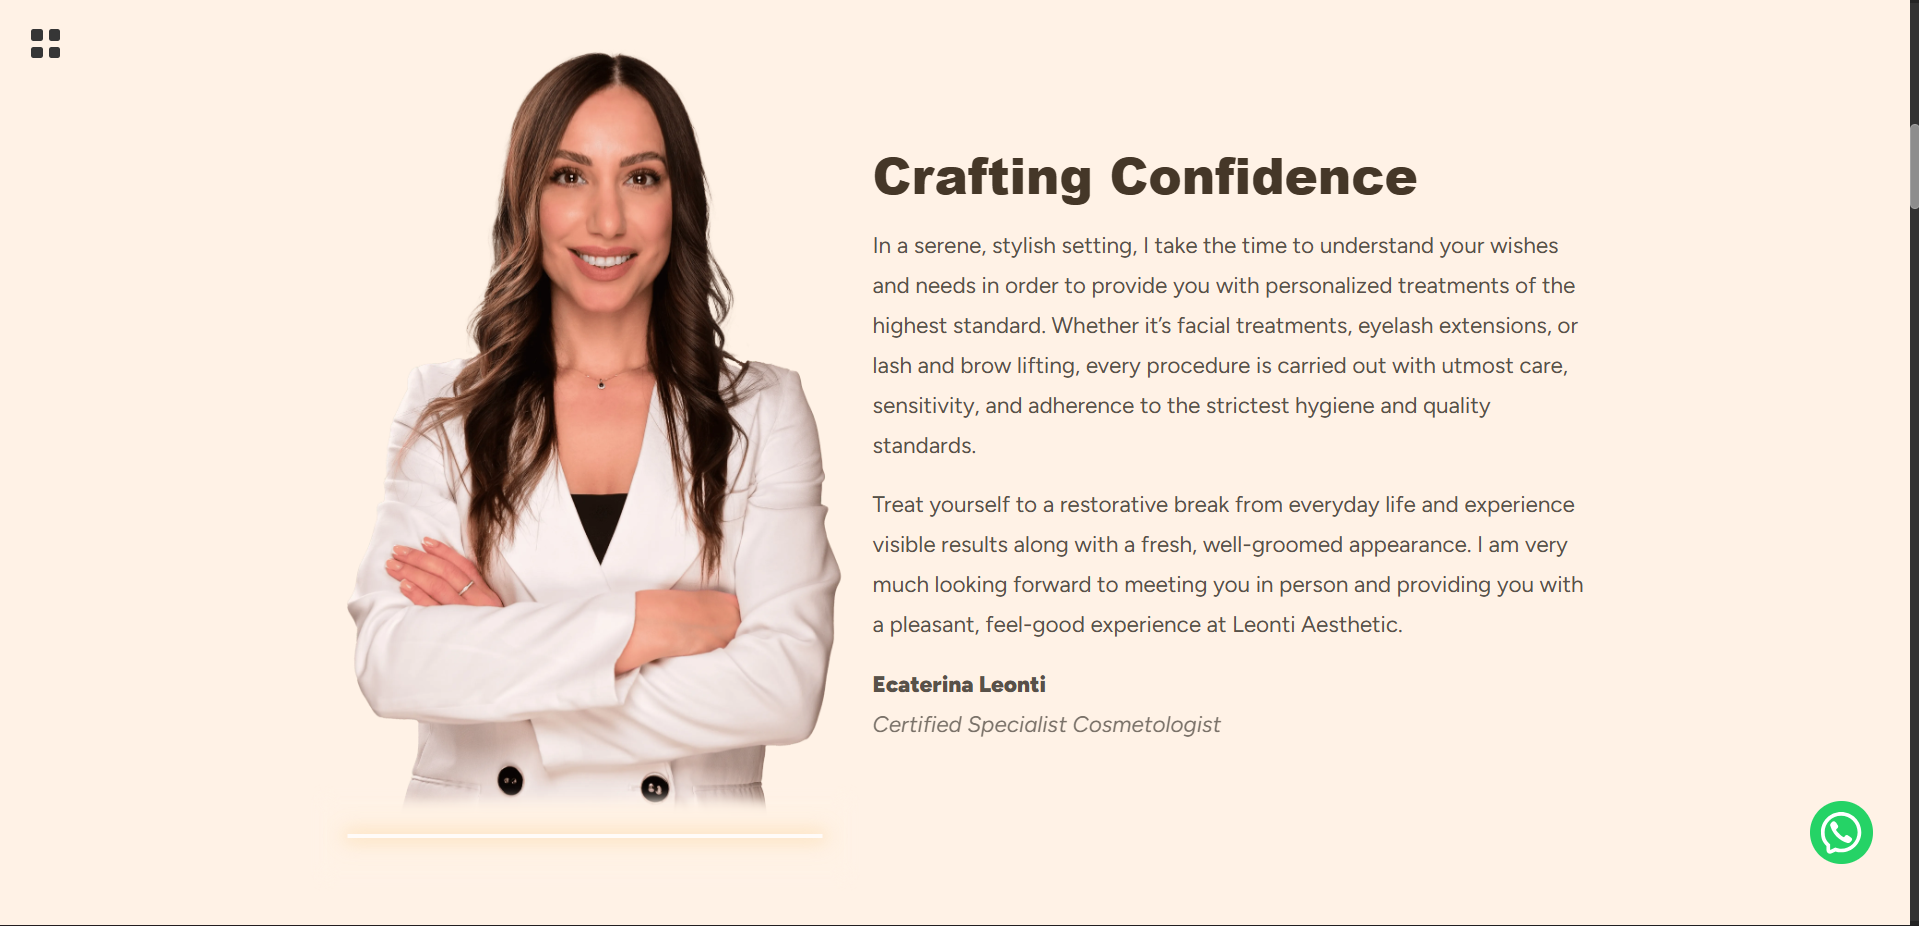 Crafting Confidence
In a serene, stylish setting, I take the time to understand your wishes
and needs in order to provide you with personalized treatments of the
highest standard. Whether it’s facial treatments, eyelash extensions, or
lash and brow lifting, every procedure is carried out with utmost care,
sensitivity, and adherence to the strictest hygiene and quality
standards.
Treat yourself to a restorative break from everyday life and experience
visible results along with a fresh, well-groomed appearance. I am very
much looking forward to meeting you in person and providing you with
a pleasant, feel-good experience at Leonti Aesthetic.
Ecaterina Leonti
Certified Specialist Cosmetologist